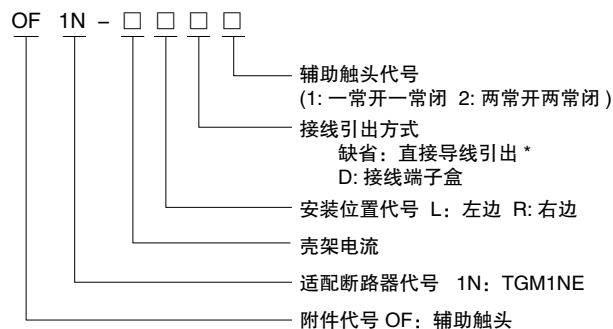 OF 1N – □ □ □ □
辅助触头代号
(1: 一常开一常闭 2: 两常开两常闭 )
接线引出方式
缺省：直接导线引出 *
D: 接线端子盒
安装位置代号 L：左边 R: 右边
壳架电流
适配断路器代号 1N：TGM1NE
附件代号 OF：辅助触头